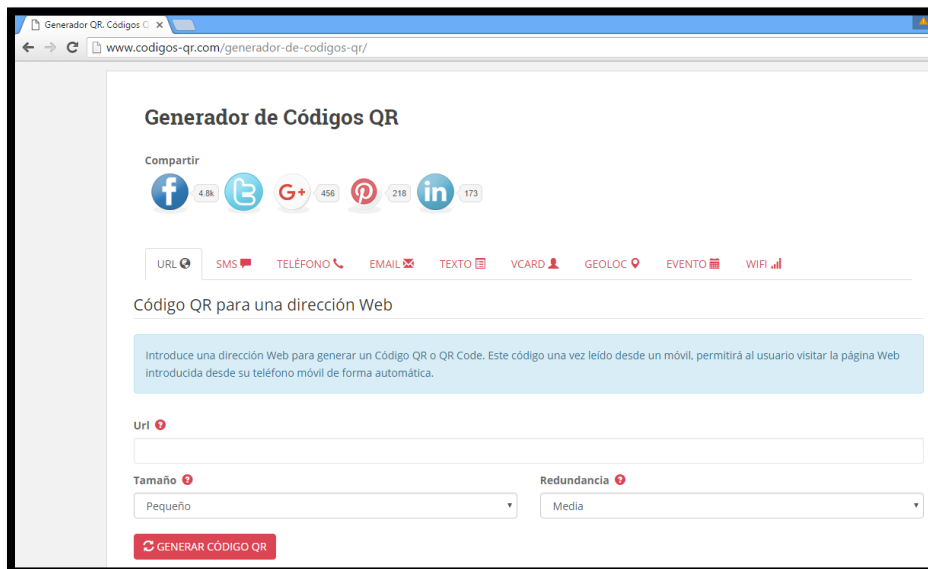 Generador QR. Códigos Q
www.codigos-qr.com/generador-de-codigos-qr/
Generador de Códigos QR
Compartir
4.8k 456 218 173
URL SMS TELÉFONO EMAIL TEXTO VCARD GEOLOC EVENTO WIFI
Código QR para una dirección Web
Introduce una dirección Web para generar un Código QR o QR Code. Este código una vez leído desde un móvil, permitirá al usuario visitar la página Web
introducida desde su teléfono móvil de forma automática.
Url
Tamaño Redundancia
Pequeño Media
GENERAR CÓDIGO QR